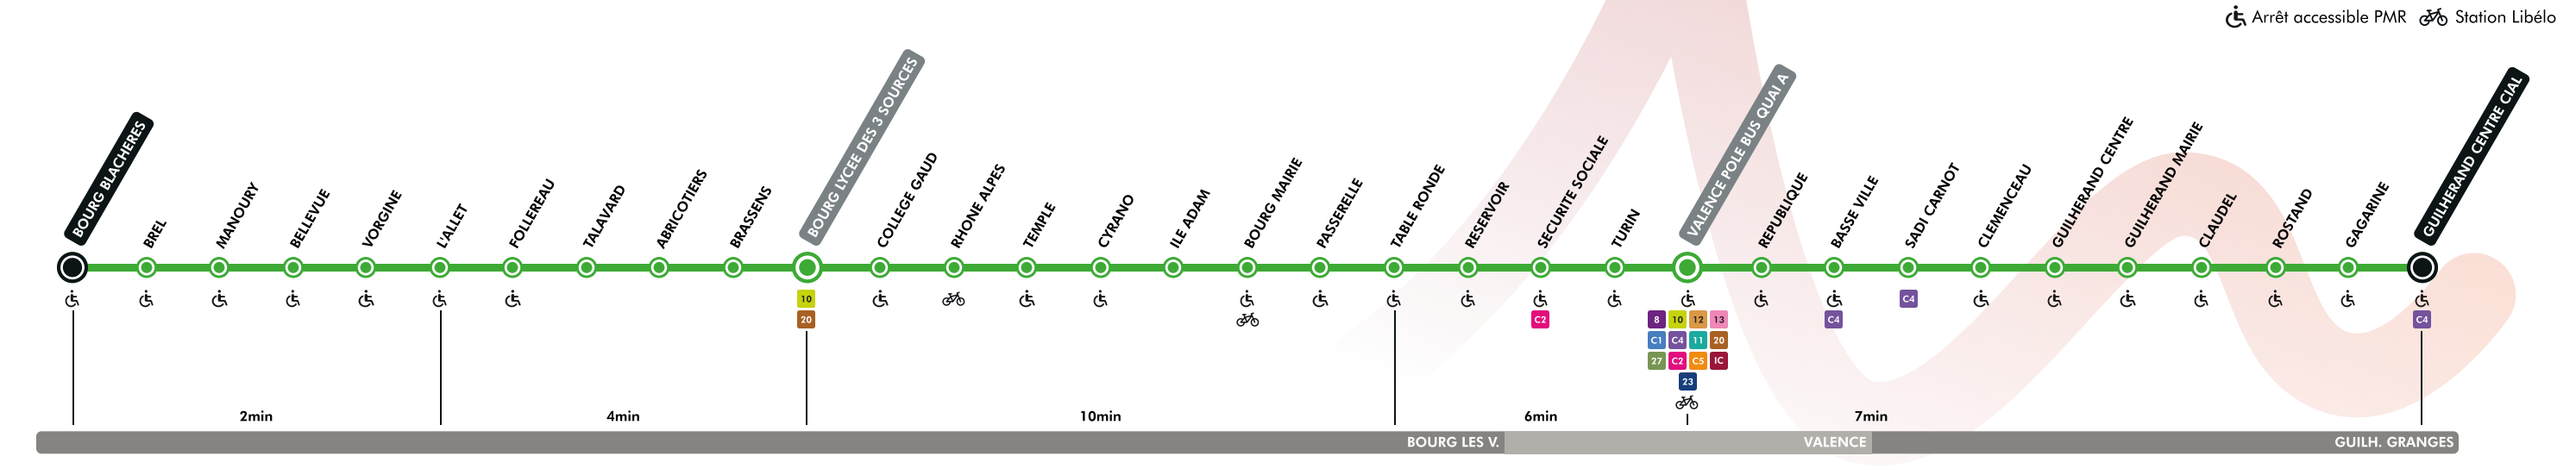 Arrêt accessible PMR
Station Libélo
BOURG BLACHERES
BREL
MANOURY
BELLEVUE
VORGINE
L'ALLET
FOLLEREAU
TALAVARD
ABRICOTIERS
BRASSENS
BOURG LYCEE DES 3 SOURCES
COLLEGE GAUD
RHONE ALPES
TEMPLE
CYRANO
ILE ADAM
BOURG MAIRIE
PASSERELLE
TABLE RONDE
RESERVOIR
SECURITE SOCIALE
TURIN
VALENCE POLE BUS QUAI A
REPUBLIQUE
BASSE VILLE
SADI CARNOT
CLEMENCEAU
GUILHERAND CENTRE
GUILHERAND MAIRIE
CLAUDEL
ROSTAND
GAGARINE
GUILHERAND CENTRE CIAL
10
20
C2
8 10 12 13
C1 C4 11 20
27 C2 C5 IC
23
C4
C4
C4
2min
4min
10min
6min
7min
BOURG LES V.
VALENCE
GUILH. GRANGES